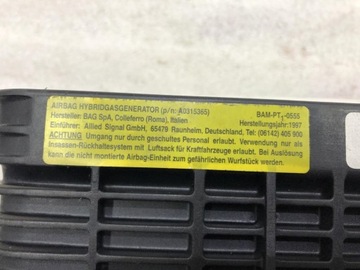 AIRBAG HYBRIDGASGENERATOR (p/n: A0315365) BAM-PT1-0555
Hersteller: BAG SpA, Colleferro (Roma), Italien Herstellungsjahr:1997
Einführer: Allied Signal GmbH, 65479 Raunheim, Deutschland, Tel: (06142) 405 900
ACHTUNG: Umgang nur durch geschultes Personal erlaubt. Verwendung nur als
Insassen-Rückhaltesystem mit Luftsack für Kraftfahrzeuge erlaubt. Bei Auslösung
kann die nicht montierte Airbag-Einheit zum gefährlichen Wurfstück werden.